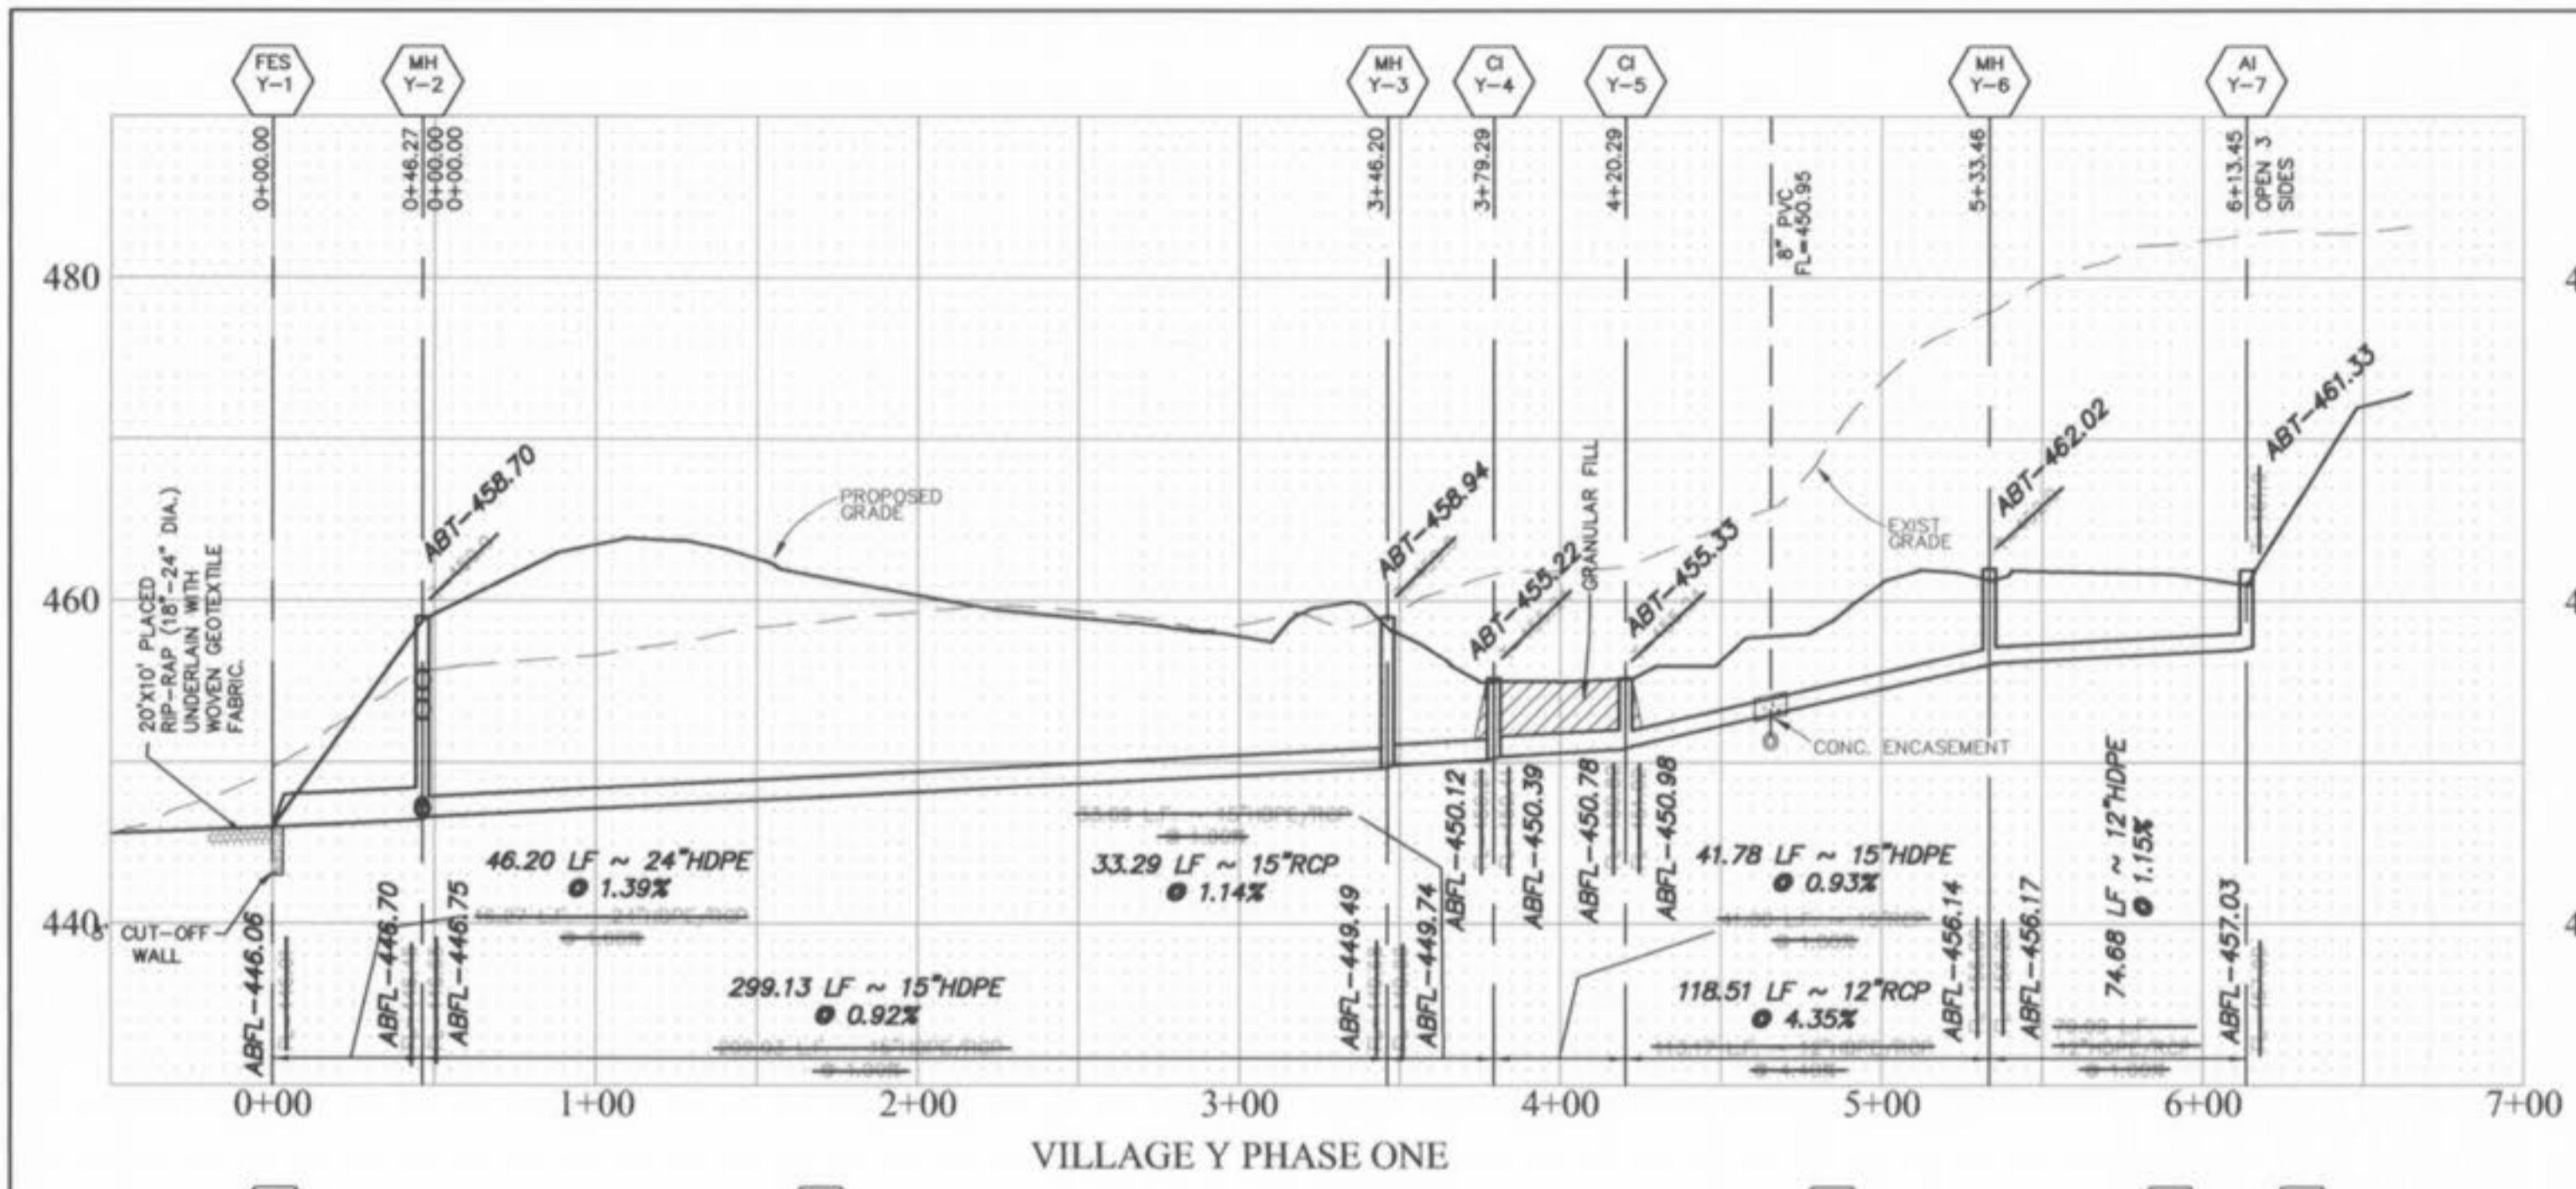 FES
Y-1
MH
Y-2
MH
Y-3
CI
Y-4
CI
Y-5
MH
Y-6
AI
Y-7
0+00.00
0+46.27
0+00.00
0+00.00
3+46.20
3+79.29
4+20.29
8" PVC
FL=450.95
5+33.46
6+13.45
OPEN 3
SIDES
480
460
440
20'X10' PLACED
RIP-RAP (18"-24" DIA.)
UNDERLAIN WITH
WOVEN GEOTEXTILE
FABRIC.
ABT-458.70
PROPOSED
GRADE
ABT-458.94
ABT-455.22
GRANULAR FILL
ABT-455.33
EXIST
GRADE
ABT-462.02
ABT-461.33
CONC. ENCASEMENT
CUT-OFF
WALL
ABFL-446.06
ABFL-446.70
ABFL-446.75
46.20 LF ~ 24"HDPE
@ 1.39%
299.13 LF ~ 15"HDPE
@ 0.92%
33.09 LF ~ 15"HDPE/RCP
@ 1.00%
33.29 LF ~ 15"RCP
@ 1.14%
ABFL-449.49
ABFL-449.74
ABFL-450.12
ABFL-450.39
ABFL-450.78
ABFL-450.98
41.78 LF ~ 15"HDPE
@ 0.93%
118.51 LF ~ 12"RCP
@ 4.35%
ABFL-456.14
ABFL-456.17
74.68 LF ~ 12"HDPE
@ 1.15%
ABFL-457.03
0+00
1+00
2+00
3+00
4+00
5+00
6+00
7+00
VILLAGE Y PHASE ONE